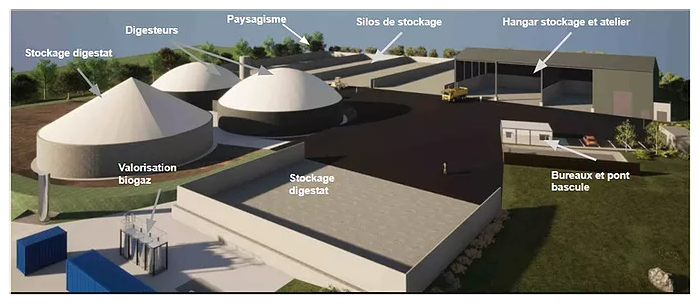 Paysagisme
Silos de stockage
Hangar stockage et atelier
Digesteurs
Stockage digestat
Valorisation
biogaz
Stockage
digestat
Bureaux et pont
bascule